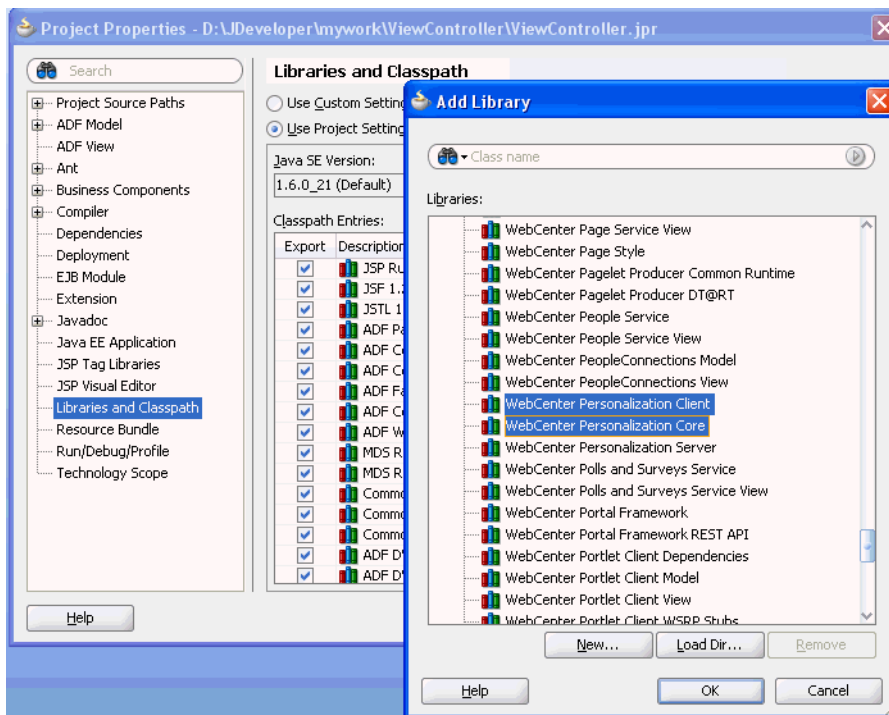 Project Properties - D:\JDeveloper\mywork\ViewController\ViewController.jpr
Search
Project Source Paths
ADF Model
ADF View
Ant
Business Components
Compiler
Dependencies
Deployment
EJB Module
Extension
Javadoc
Java EE Application
JSP Tag Libraries
JSP Visual Editor
Libraries and Classpath
Resource Bundle
Run/Debug/Profile
Technology Scope
Help
Libraries and Classpath
Use Custom Setting
Use Project Setting
Java SE Version:
1.6.0_21 (Default)
Classpath Entries:
Export Description
JSP Ru
JSF 1.
JSTL 1
ADF Pa
ADF C
ADF C
ADF Fa
ADF C
ADF W
MDS R
MDS R
Commo
Commo
Commo
ADF D
ADF D
Add Library
Class name
Libraries:
WebCenter Page Service View
WebCenter Page Style
WebCenter Pagelet Producer Common Runtime
WebCenter Pagelet Producer DT@RT
WebCenter People Service
WebCenter People Service View
WebCenter PeopleConnections Model
WebCenter PeopleConnections View
WebCenter Personalization Client
WebCenter Personalization Core
WebCenter Personalization Server
WebCenter Polls and Surveys Service
WebCenter Polls and Surveys Service View
WebCenter Portal Framework
WebCenter Portal Framework REST API
WebCenter Portlet Client Dependencies
WebCenter Portlet Client Model
WebCenter Portlet Client View
WebCenter Portlet Client WSRP Stubs
New... Load Dir... Remove
Help OK Cancel